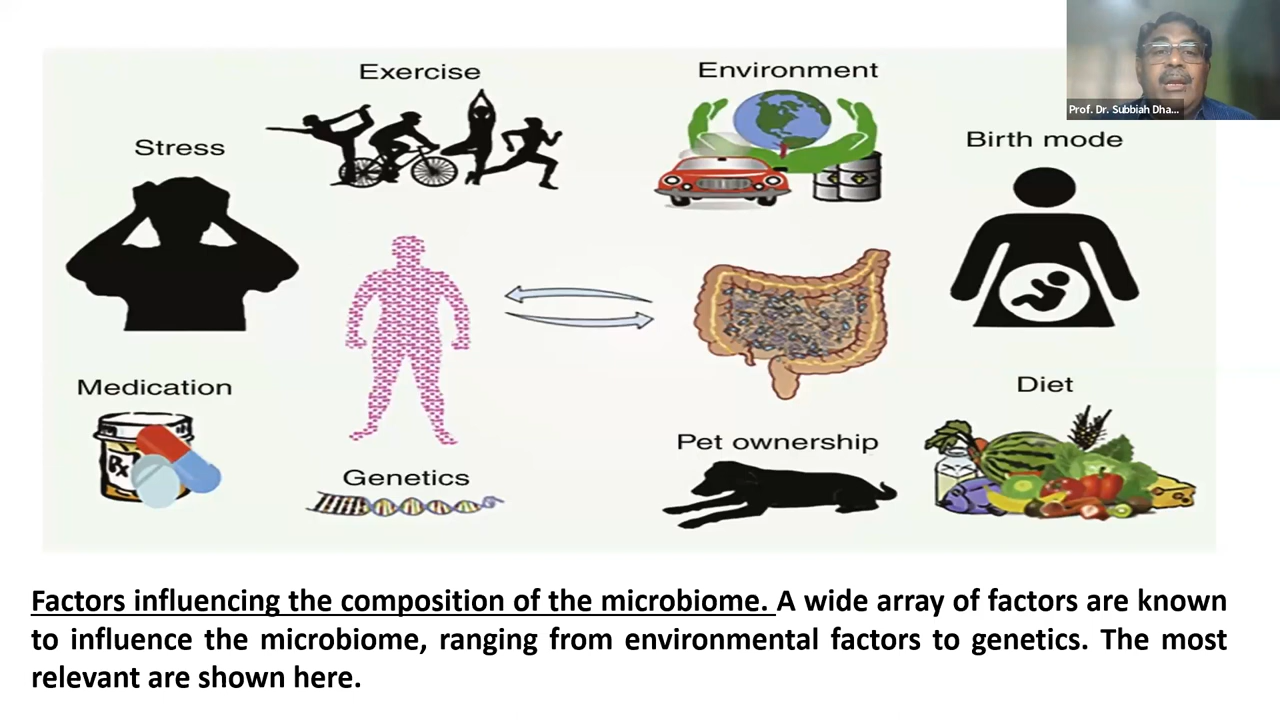 Prof. Dr. Subbiah Dha...
Exercise
Environment
Stress
Birth mode
Medication
Rx
Genetics
Pet ownership
Diet
Factors influencing the composition of the microbiome. A wide array of factors are known
to influence the microbiome, ranging from environmental factors to genetics. The most
relevant are shown here.